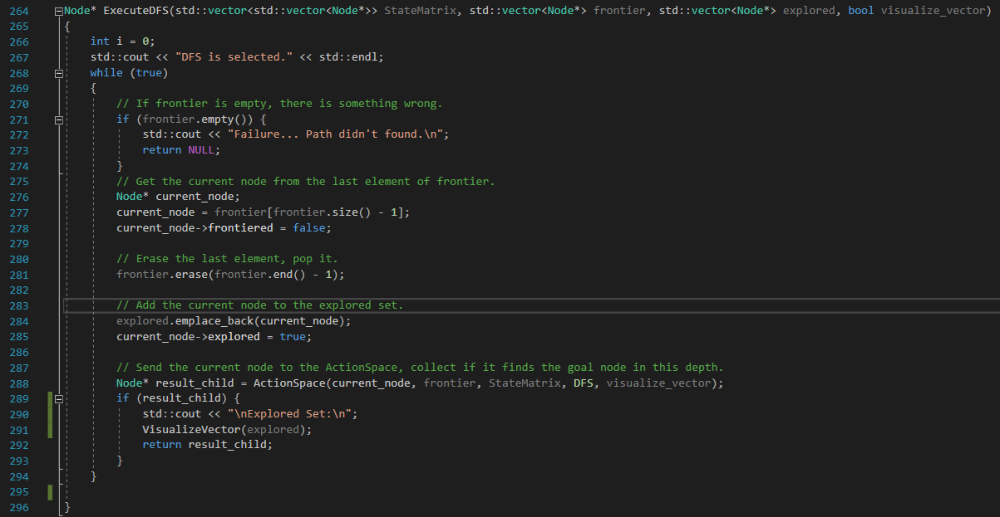 264 Node* ExecuteDFS(std::vector<std::vector<Node*>> StateMatrix, std::vector<Node*> frontier, std::vector<Node*> explored, bool visualize_vector)
265 {
266     int i = 0;
267     std::cout << "DFS is selected." << std::endl;
268     while (true)
269     {
270         // If frontier is empty, there is something wrong.
271         if (frontier.empty()) {
272             std::cout << "Failure... Path didn't found.\n";
273             return NULL;
274         }
275         // Get the current node from the last element of frontier.
276         Node* current_node;
277         current_node = frontier[frontier.size() - 1];
278         current_node->frontiered = false;
279
280         // Erase the last element, pop it.
281         frontier.erase(frontier.end() - 1);
282
283         // Add the current node to the explored set.
284         explored.emplace_back(current_node);
285         current_node->explored = true;
286
287         // Send the current node to the ActionSpace, collect if it finds the goal node in this depth.
288         Node* result_child = ActionSpace(current_node, frontier, StateMatrix, DFS, visualize_vector);
289         if (result_child) {
290             std::cout << "\nExplored Set:\n";
291             VisualizeVector(explored);
292             return result_child;
293         }
294     }
295
296 }